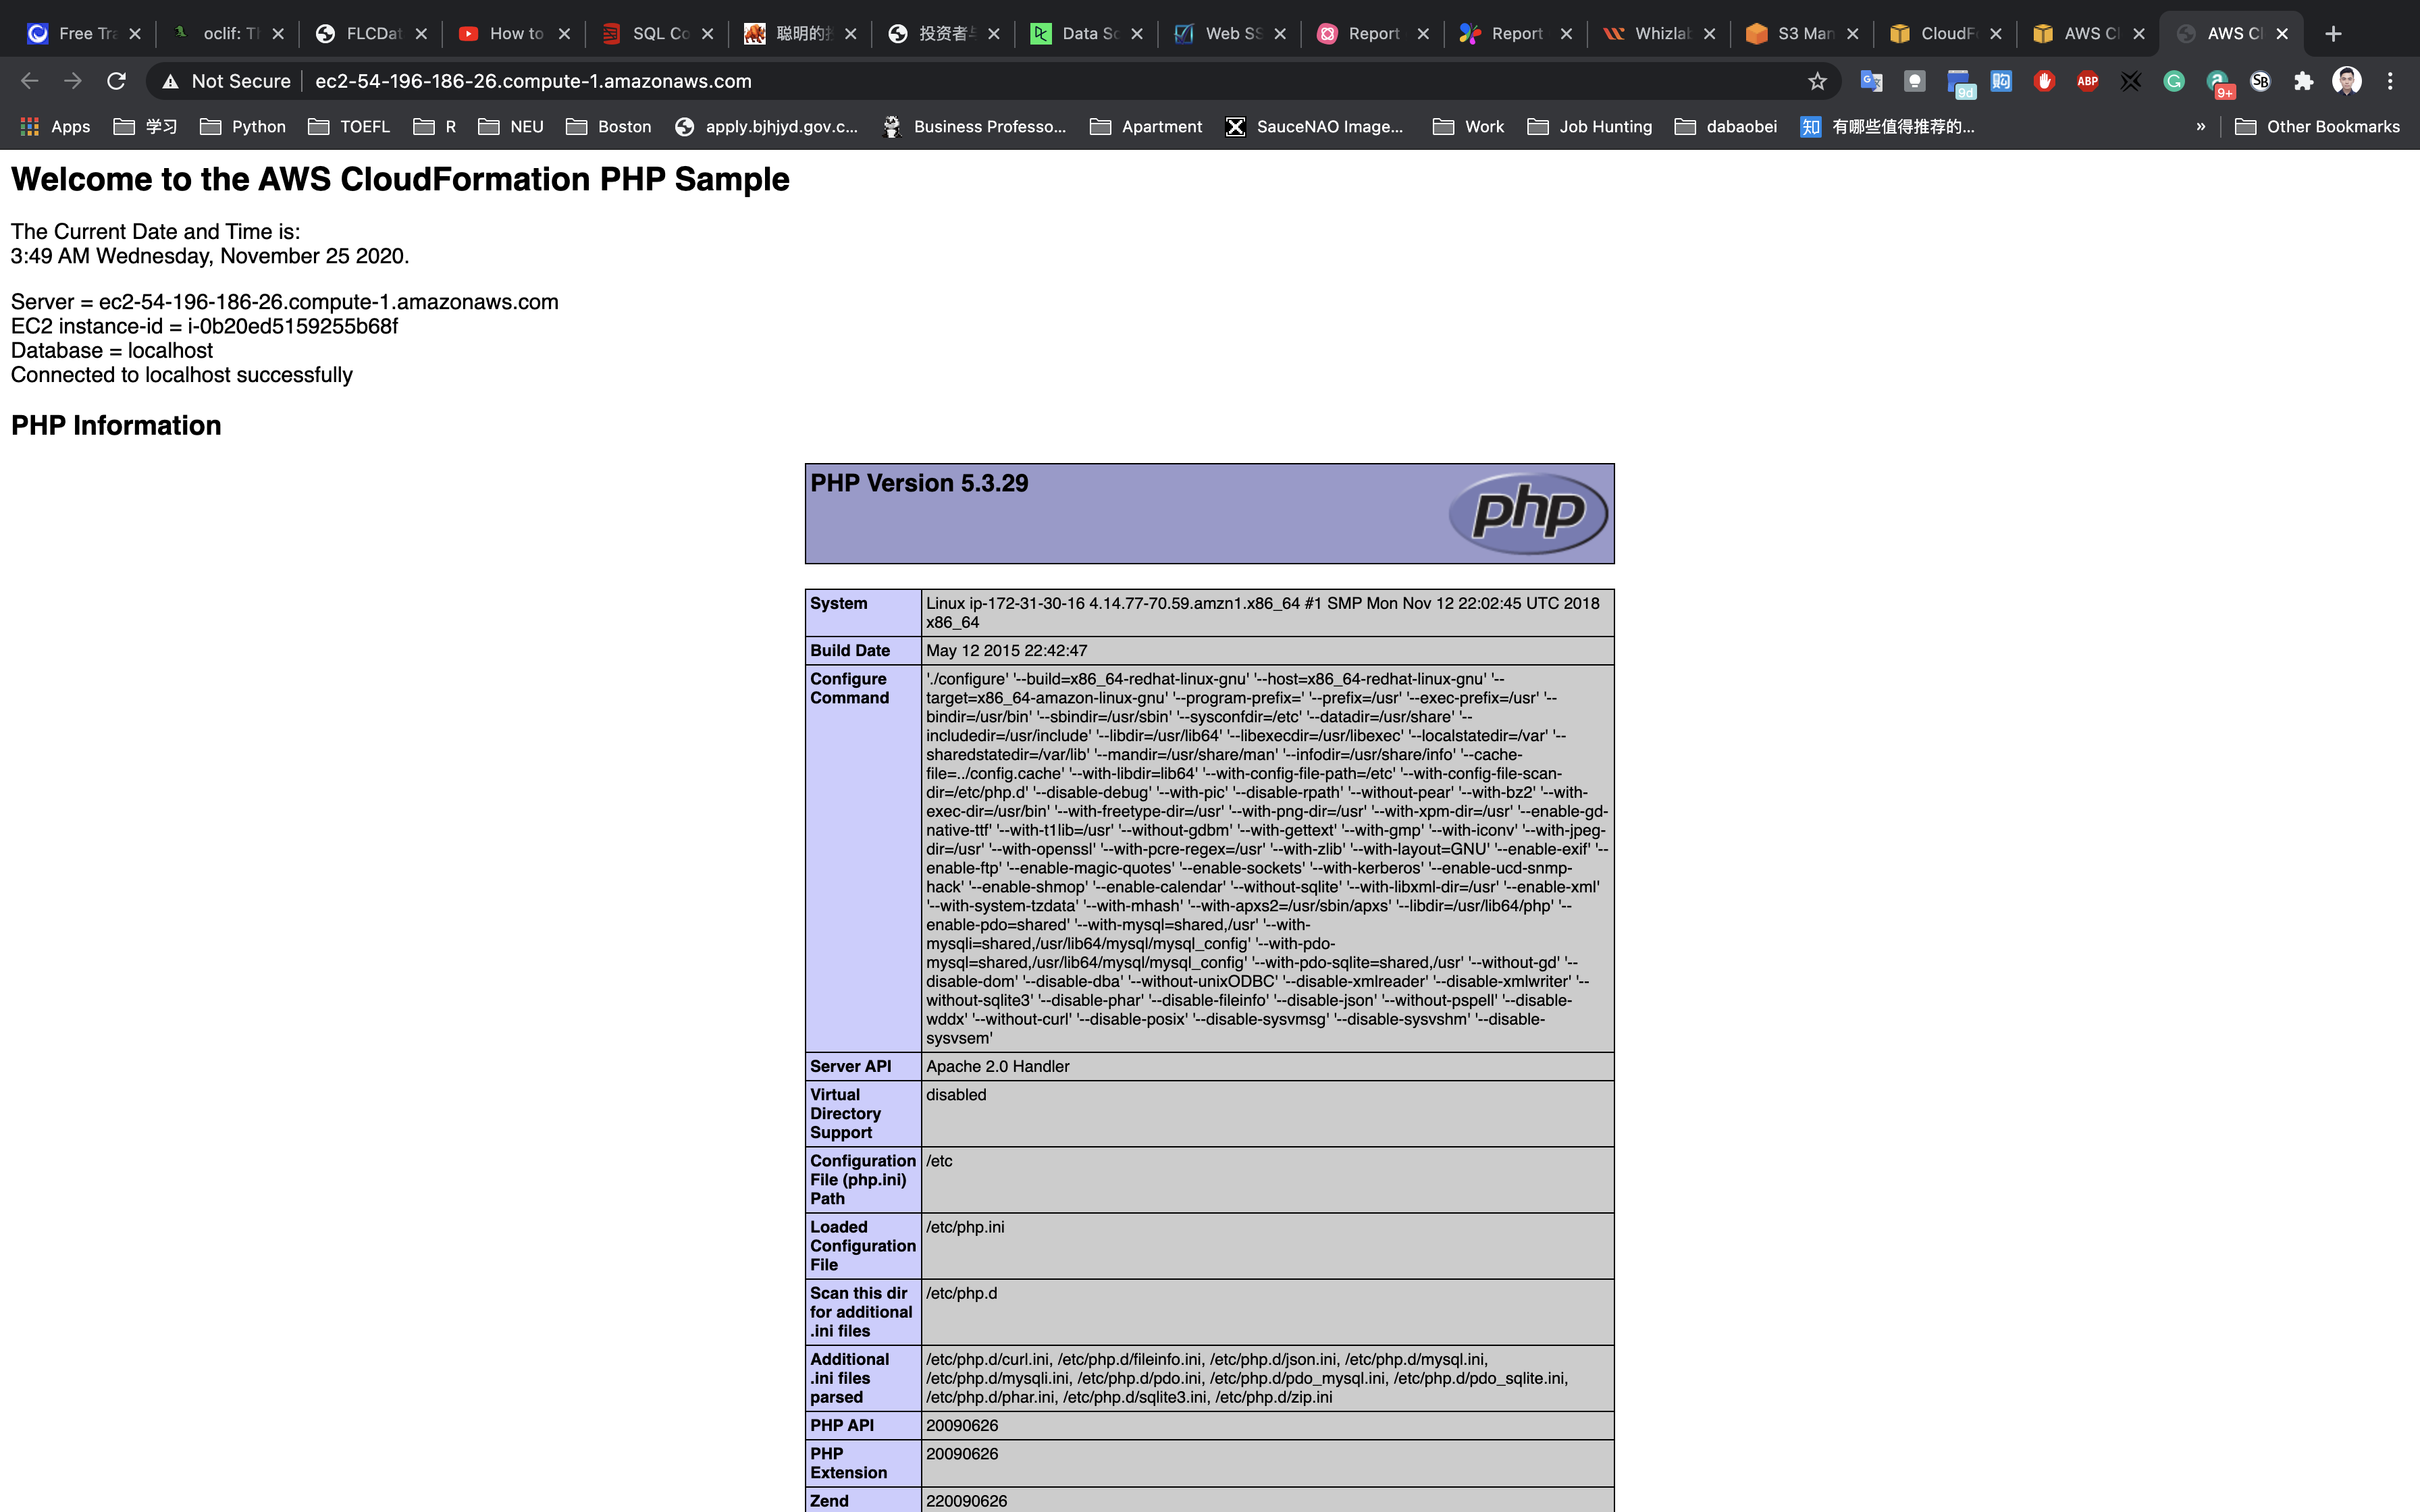 Free Tra
oclif: Th
FLCDat
How to
SQL Co
聪明的投
投资者与
Data Sc
Web SS
Report
Report
Whizlab
S3 Man
CloudFo
AWS Cl
AWS Cl
Not Secure
ec2-54-196-186-26.compute-1.amazonaws.com
9d
购
ABP
9+
SB
Apps
学习
Python
TOEFL
R
NEU
Boston
apply.bjhjyd.gov.c...
Business Professo...
Apartment
SauceNAO Image...
Work
Job Hunting
dabaobei
知
有哪些值得推荐的...
»
Other Bookmarks
Welcome to the AWS CloudFormation PHP Sample
The Current Date and Time is:
3:49 AM Wednesday, November 25 2020.
Server = ec2-54-196-186-26.compute-1.amazonaws.com
EC2 instance-id = i-0b20ed5159255b68f
Database = localhost
Connected to localhost successfully
PHP Information
PHP Version 5.3.29
php
System
Linux ip-172-31-30-16 4.14.77-70.59.amzn1.x86_64 #1 SMP Mon Nov 12 22:02:45 UTC 2018
x86_64
Build Date
May 12 2015 22:42:47
Configure
Command
'./configure' '--build=x86_64-redhat-linux-gnu' '--host=x86_64-redhat-linux-gnu' '--
target=x86_64-amazon-linux-gnu' '--program-prefix=' '--prefix=/usr' '--exec-prefix=/usr' '--
bindir=/usr/bin' '--sbindir=/usr/sbin' '--sysconfdir=/etc' '--datadir=/usr/share' '--
includedir=/usr/include' '--libdir=/usr/lib64' '--libexecdir=/usr/libexec' '--localstatedir=/var' '--
sharedstatedir=/var/lib' '--mandir=/usr/share/man' '--infodir=/usr/share/info' '--cache-
file=../config.cache' '--with-libdir=lib64' '--with-config-file-path=/etc' '--with-config-file-scan-
dir=/etc/php.d' '--disable-debug' '--with-pic' '--disable-rpath' '--without-pear' '--with-bz2' '--with-
exec-dir=/usr/bin' '--with-freetype-dir=/usr' '--with-png-dir=/usr' '--with-xpm-dir=/usr' '--enable-gd-
native-ttf' '--with-t1lib=/usr' '--without-gdbm' '--with-gettext' '--with-gmp' '--with-iconv' '--with-jpeg-
dir=/usr' '--with-openssl' '--with-pcre-regex=/usr' '--with-zlib' '--with-layout=GNU' '--enable-exif' '--
enable-ftp' '--enable-magic-quotes' '--enable-sockets' '--with-kerberos' '--enable-ucd-snmp-
hack' '--enable-shmop' '--enable-calendar' '--without-sqlite' '--with-libxml-dir=/usr' '--enable-xml'
'--with-system-tzdata' '--with-mhash' '--with-apxs2=/usr/sbin/apxs' '--libdir=/usr/lib64/php' '--
enable-pdo=shared' '--with-mysql=shared,/usr' '--with-
mysqli=shared,/usr/lib64/mysql/mysql_config' '--with-pdo-
mysql=shared,/usr/lib64/mysql/mysql_config' '--with-pdo-sqlite=shared,/usr' '--without-gd' '--
disable-dom' '--disable-dba' '--without-unixODBC' '--disable-xmlreader' '--disable-xmlwriter' '--
without-sqlite3' '--disable-phar' '--disable-fileinfo' '--disable-json' '--without-pspell' '--disable-
wddx' '--without-curl' '--disable-posix' '--disable-sysvmsg' '--disable-sysvshm' '--disable-
sysvsem'
Server API
Apache 2.0 Handler
Virtual
Directory
Support
disabled
Configuration
File (php.ini)
Path
/etc
Loaded
Configuration
File
/etc/php.ini
Scan this dir
for additional
.ini files
/etc/php.d
Additional
.ini files
parsed
/etc/php.d/curl.ini, /etc/php.d/fileinfo.ini, /etc/php.d/json.ini, /etc/php.d/mysql.ini,
/etc/php.d/mysqli.ini, /etc/php.d/pdo.ini, /etc/php.d/pdo_mysql.ini, /etc/php.d/pdo_sqlite.ini,
/etc/php.d/phar.ini, /etc/php.d/sqlite3.ini, /etc/php.d/zip.ini
PHP API
20090626
PHP
Extension
20090626
Zend
220090626